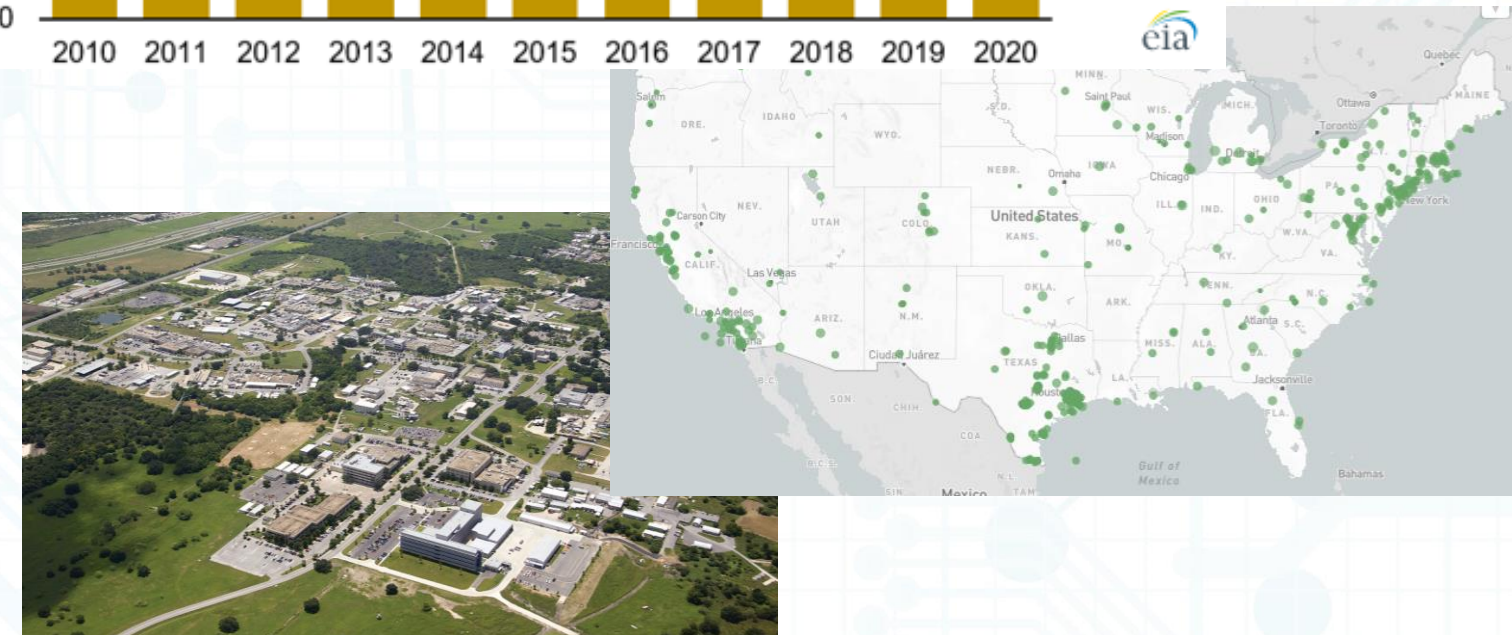 0
2010 2011 2012 2013 2014 2015 2016 2017 2018 2019 2020
eia
Quebec
MINN.
Ottawa
MAINE
Salem
Saint Paul
WIS.
MICH.
Toronto
ORE.
IDAHO
S.D.
WYO.
Madison
Detroit
N.Y.
NEBR.
Omaha
IOWA
Chicago
PA.
New York
NEV.
Carson City
UTAH
COLO.
United States
ILL.
IND.
OHIO
W.VA.
Francisco
KANS.
MO.
KY.
VA.
CALIF.
Las Vegas
OKLA.
TENN.
N.C.
Los Angeles
ARIZ.
N.M.
ARK.
Atlanta
S.C.
Tijuana
Ciudad Juárez
Dallas
MISS.
ALA.
GA.
TEXAS
LA.
B.C.
Jacksonville
SON.
CHIH.
Houston
FLA.
COA
B.C.S.
Gulf of
Mexico
Bahamas
SIN.
Mexico
N.L.
TAM.